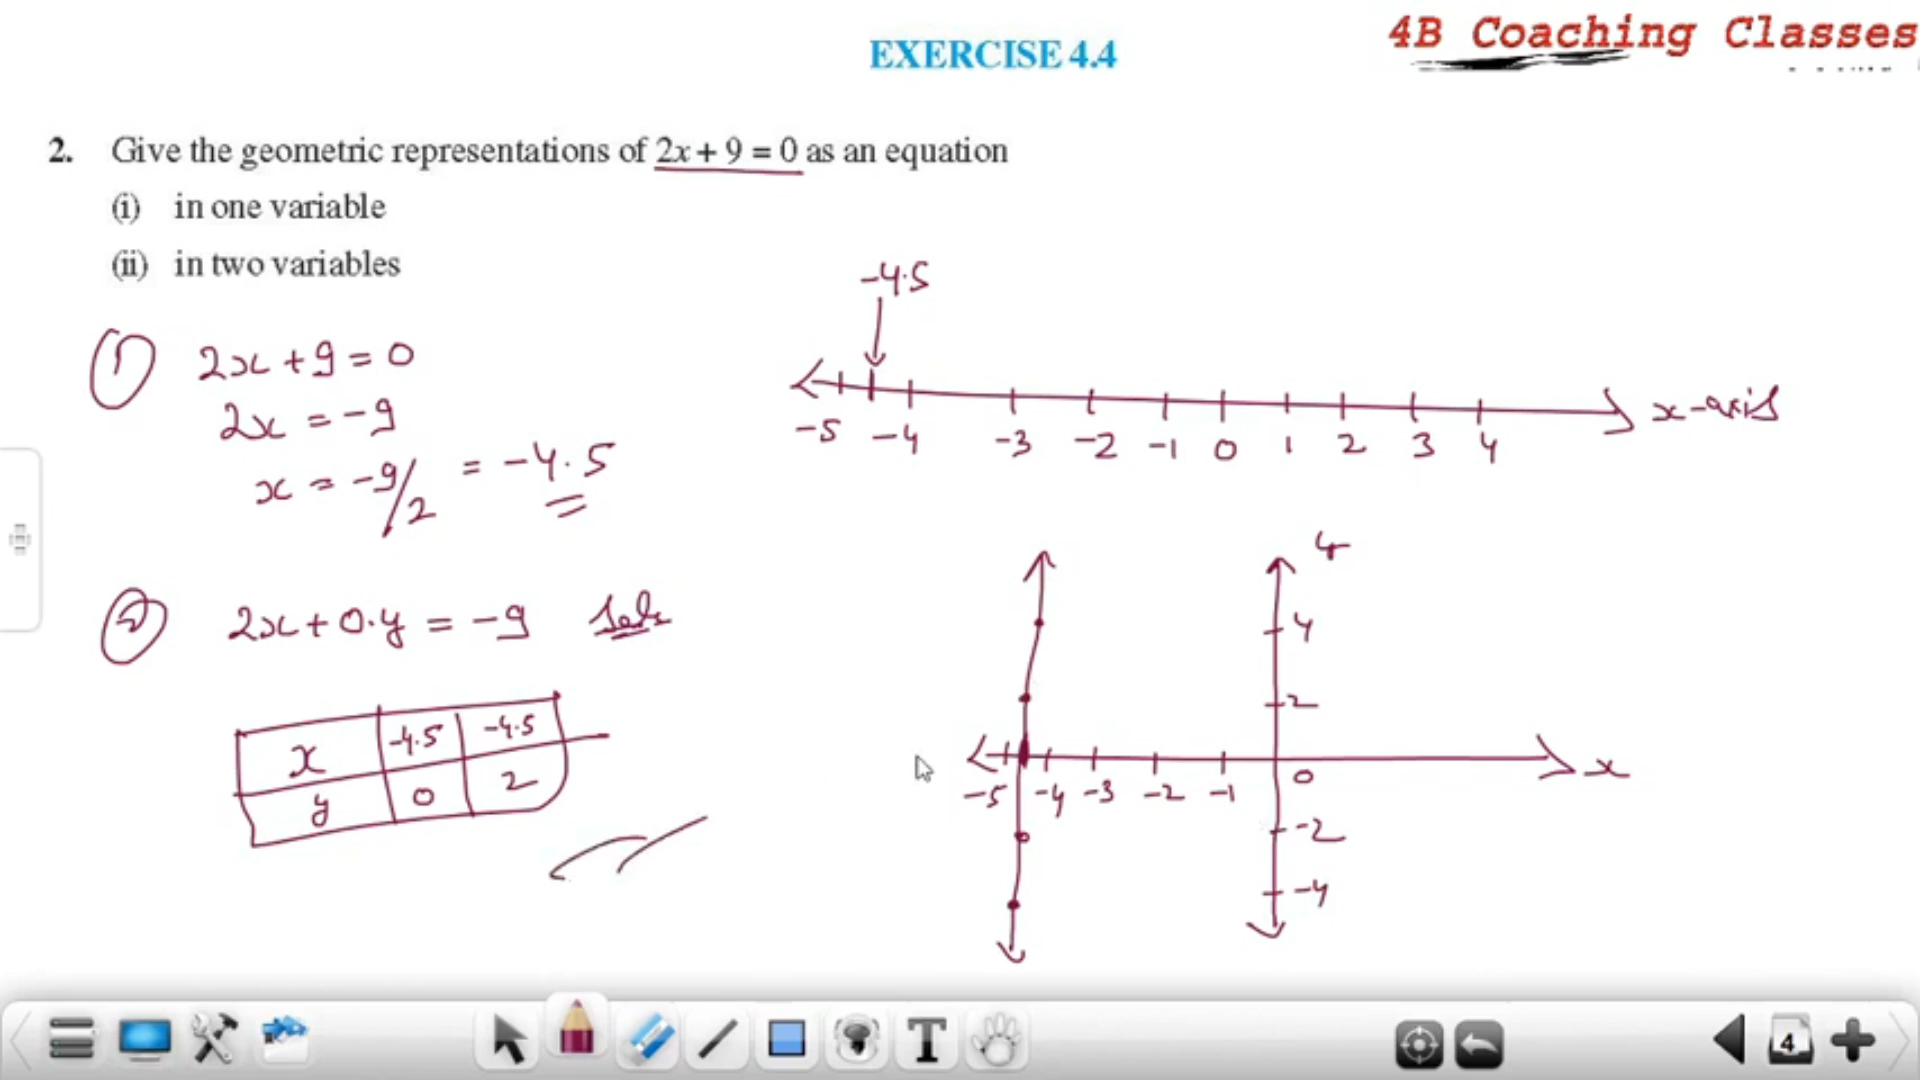 EXERCISE 4.4
4B Coaching Classes
2. Give the geometric representations of 2x + 9 = 0 as an equation
(i) in one variable
(ii) in two variables
-4.5
① 2x + 9 = 0
2x = -9
x = -9/2 = -4.5
-5 -4 -3 -2 -1 0 1 2 3 4 x-axis
② 2x + 0.y = -9
x -4.5 -4.5
y 0 2
4
2
x
-5 -4 -3 -2 -1 0
-2
-4
T
4